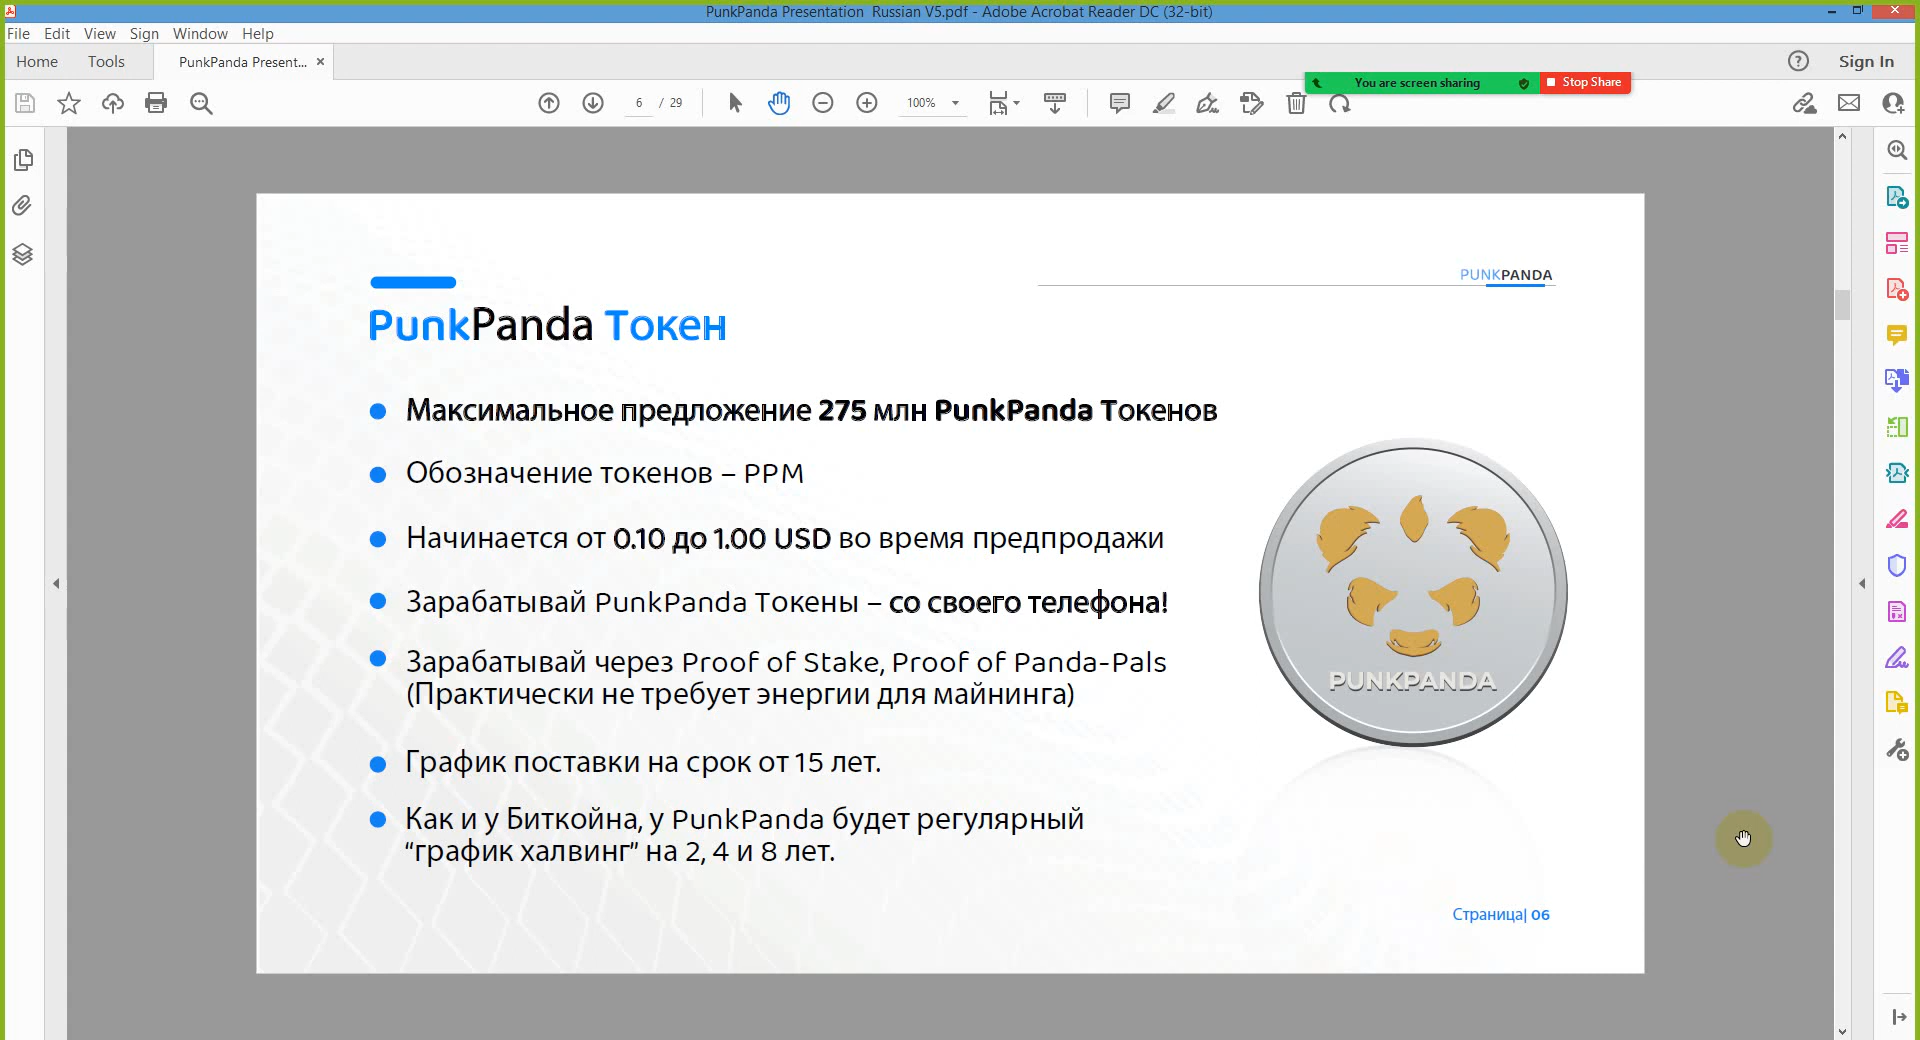 PunkPanda Presentation Russian V5.pdf - Adobe Acrobat Reader DC (32-bit)
File Edit View Sign Window Help
Home Tools PunkPanda Present... Sign In
You are screen sharing Stop Share
6 / 29 100%
PUNKPANDA
PunkPanda Токен
Максимальное предложение 275 млн PunkPanda Токенов
Обозначение токенов – PPM
Начинается от 0.10 до 1.00 USD во время предпродажи
Зарабатывай PunkPanda Токены – со своего телефона!
Зарабатывай через Proof of Stake, Proof of Panda-Pals
(Практически не требует энергии для майнинга)
PUNKPANDA
График поставки на срок от 15 лет.
Как и у Биткойна, у PunkPanda будет регулярный
“график халвинг” на 2, 4 и 8 лет.
Страница| 06